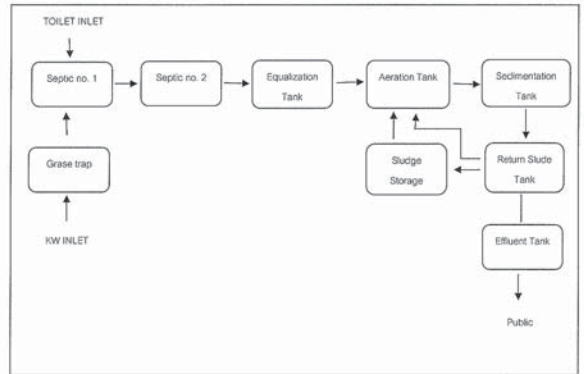 TOILET INLET
Septic no. 1
Septic no. 2
Equalization
Tank
Aeration Tank
Sedimentation
Tank
Grase trap
Sludge
Storage
Return Slude
Tank
KW INLET
Effluent Tank
Public